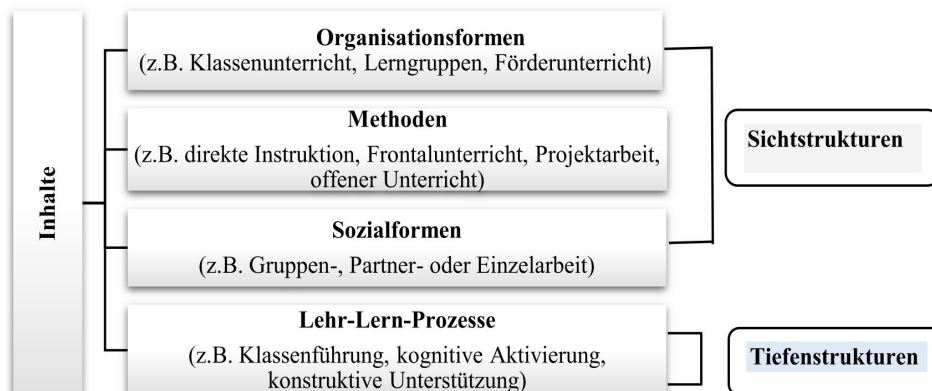 Inhalte
Organisationsformen
(z.B. Klassenunterricht, Lerngruppen, Förderunterricht)
Methoden
(z.B. direkte Instruktion, Frontalunterricht, Projektarbeit,
offener Unterricht)
Sozialformen
(z.B. Gruppen-, Partner- oder Einzelarbeit)
Lehr-Lern-Prozesse
(z.B. Klassenführung, kognitive Aktivierung,
konstruktive Unterstützung)
Sichtstrukturen
Tiefenstrukturen